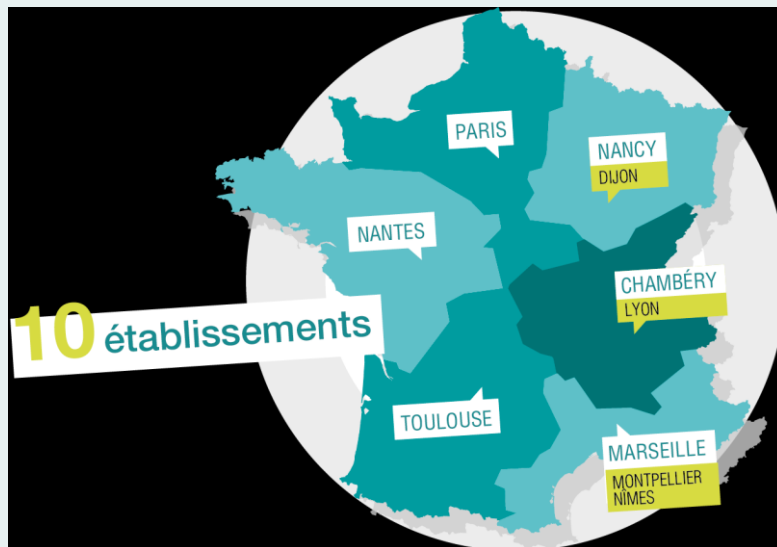 PARIS
NANCY
DIJON
NANTES
CHAMBÉRY
LYON
10 établissements
TOULOUSE
MARSEILLE
MONTPELLIER
NÎMES